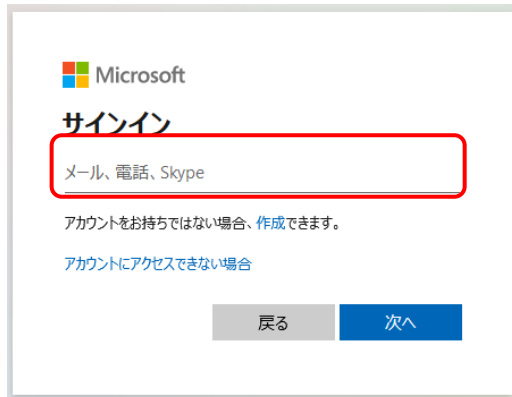 Microsoft
サインイン
メール、電話、Skype
アカウントをお持ちではない場合、作成できます。
アカウントにアクセスできない場合
戻る
次へ